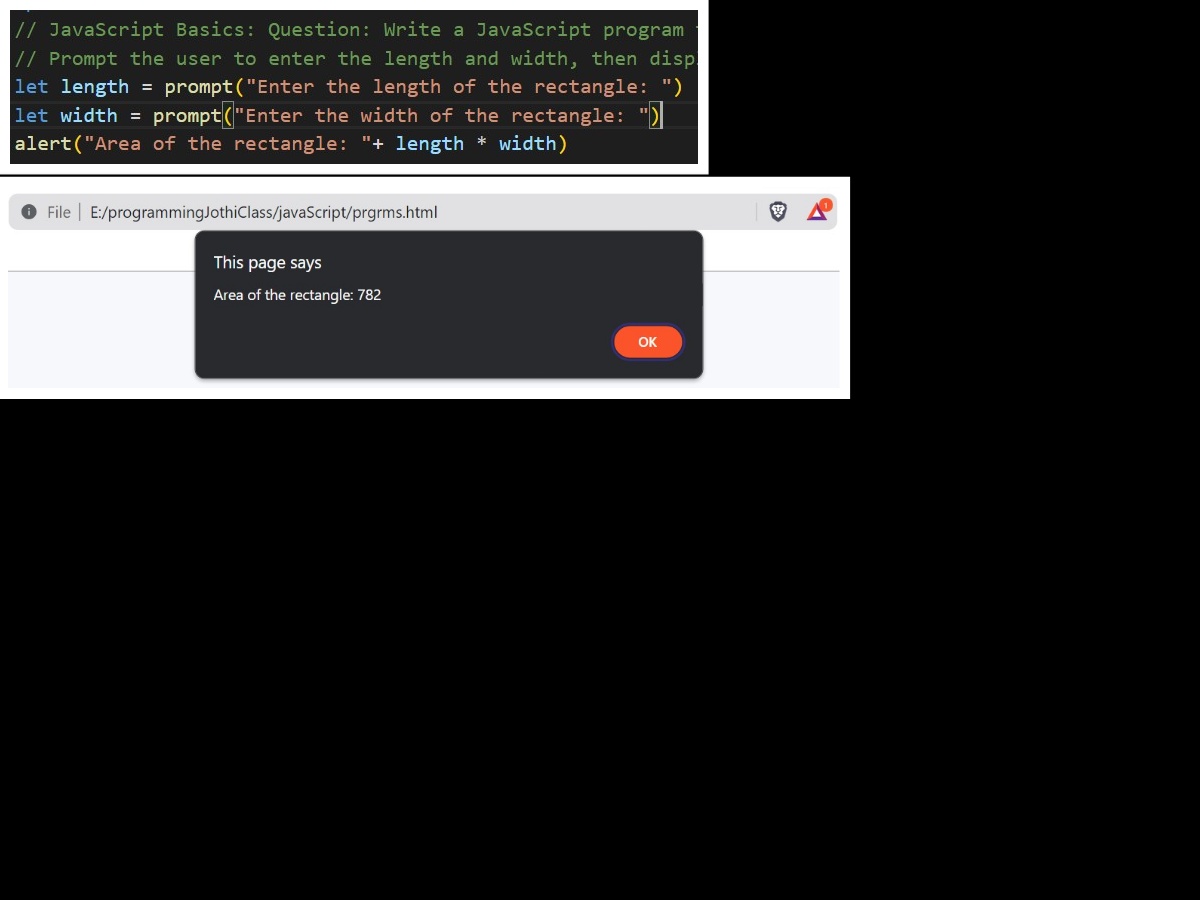 // JavaScript Basics: Question: Write a JavaScript program
// Prompt the user to enter the length and width, then disp
let length = prompt("Enter the length of the rectangle: ")
let width = prompt("Enter the width of the rectangle: ")
alert("Area of the rectangle: "+ length * width)
File | E:/programmingJothiClass/javaScript/prgrms.html
1
This page says
Area of the rectangle: 782
OK